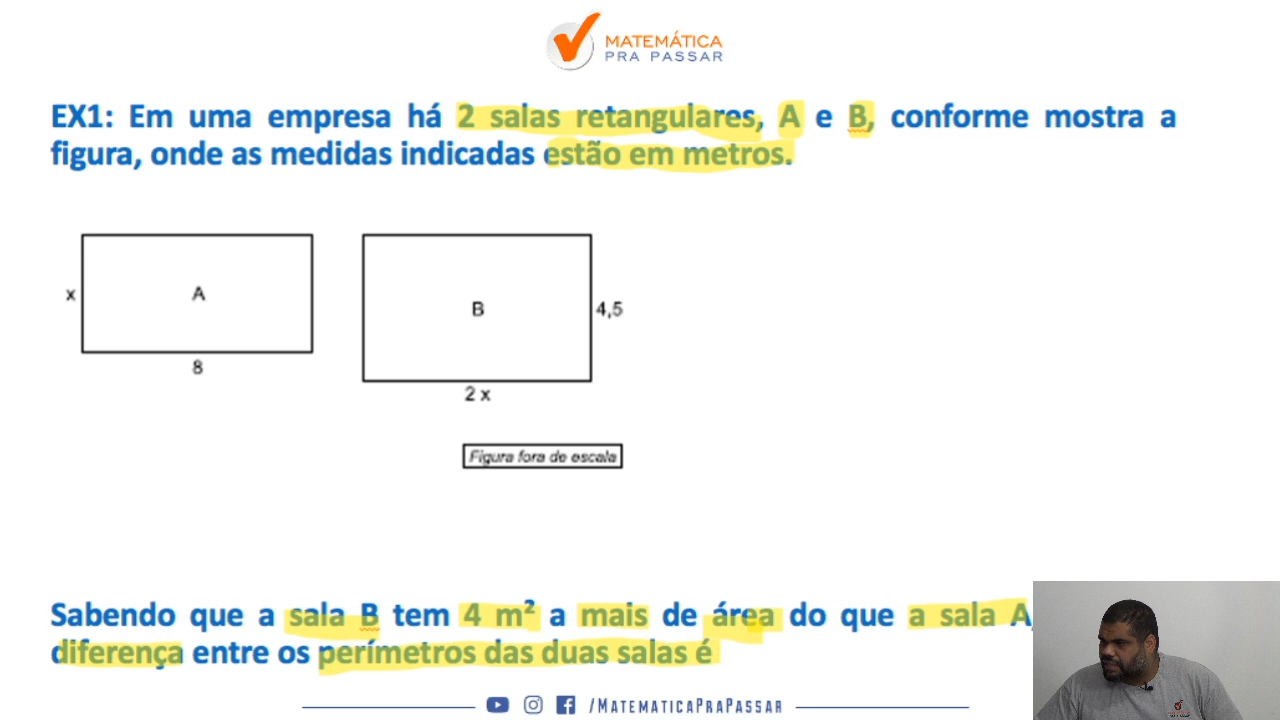 MATEMÁTICA
PRA PASSAR
EX1: Em uma empresa há 2 salas retangulares, A e B, conforme mostra a
figura, onde as medidas indicadas estão em metros.
x
A
8
B
4,5
2 x
Figura fora de escala
Sabendo que a sala B tem 4 m² a mais de área do que a sala A,
diferença entre os perímetros das duas salas é
/MATEMATICAPRAPASSAR